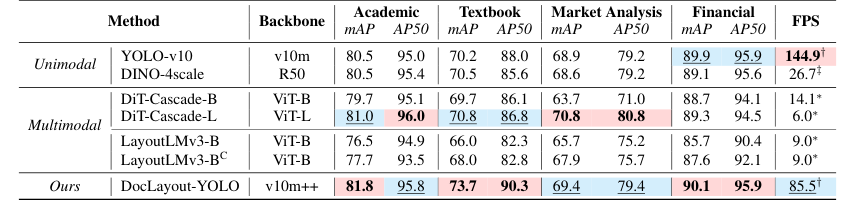 Method Backbone Academic Textbook Market Analysis Financial FPS
mAP AP50 mAP AP50 mAP AP50 mAP AP50
Unimodal YOLO-v10 v10m 80.5 95.0 70.2 88.0 68.9 79.2 89.9 95.9 144.9†
DINO-4scale R50 80.5 95.4 70.5 85.6 68.6 79.2 89.1 95.6 26.7‡
Multimodal DiT-Cascade-B ViT-B 79.7 95.1 69.7 86.1 63.7 71.0 88.7 94.1 14.1*
DiT-Cascade-L ViT-L 81.0 96.0 70.8 86.8 70.8 80.8 89.3 94.5 6.0*
LayoutLMv3-B ViT-B 76.5 94.9 66.0 82.3 65.7 75.2 85.7 90.4 9.0*
LayoutLMv3-Bᶜ ViT-B 77.7 93.5 68.0 82.8 67.9 75.7 87.6 92.1 9.0*
Ours DocLayout-YOLO v10m++ 81.8 95.8 73.7 90.3 69.4 79.4 90.1 95.9 85.5†